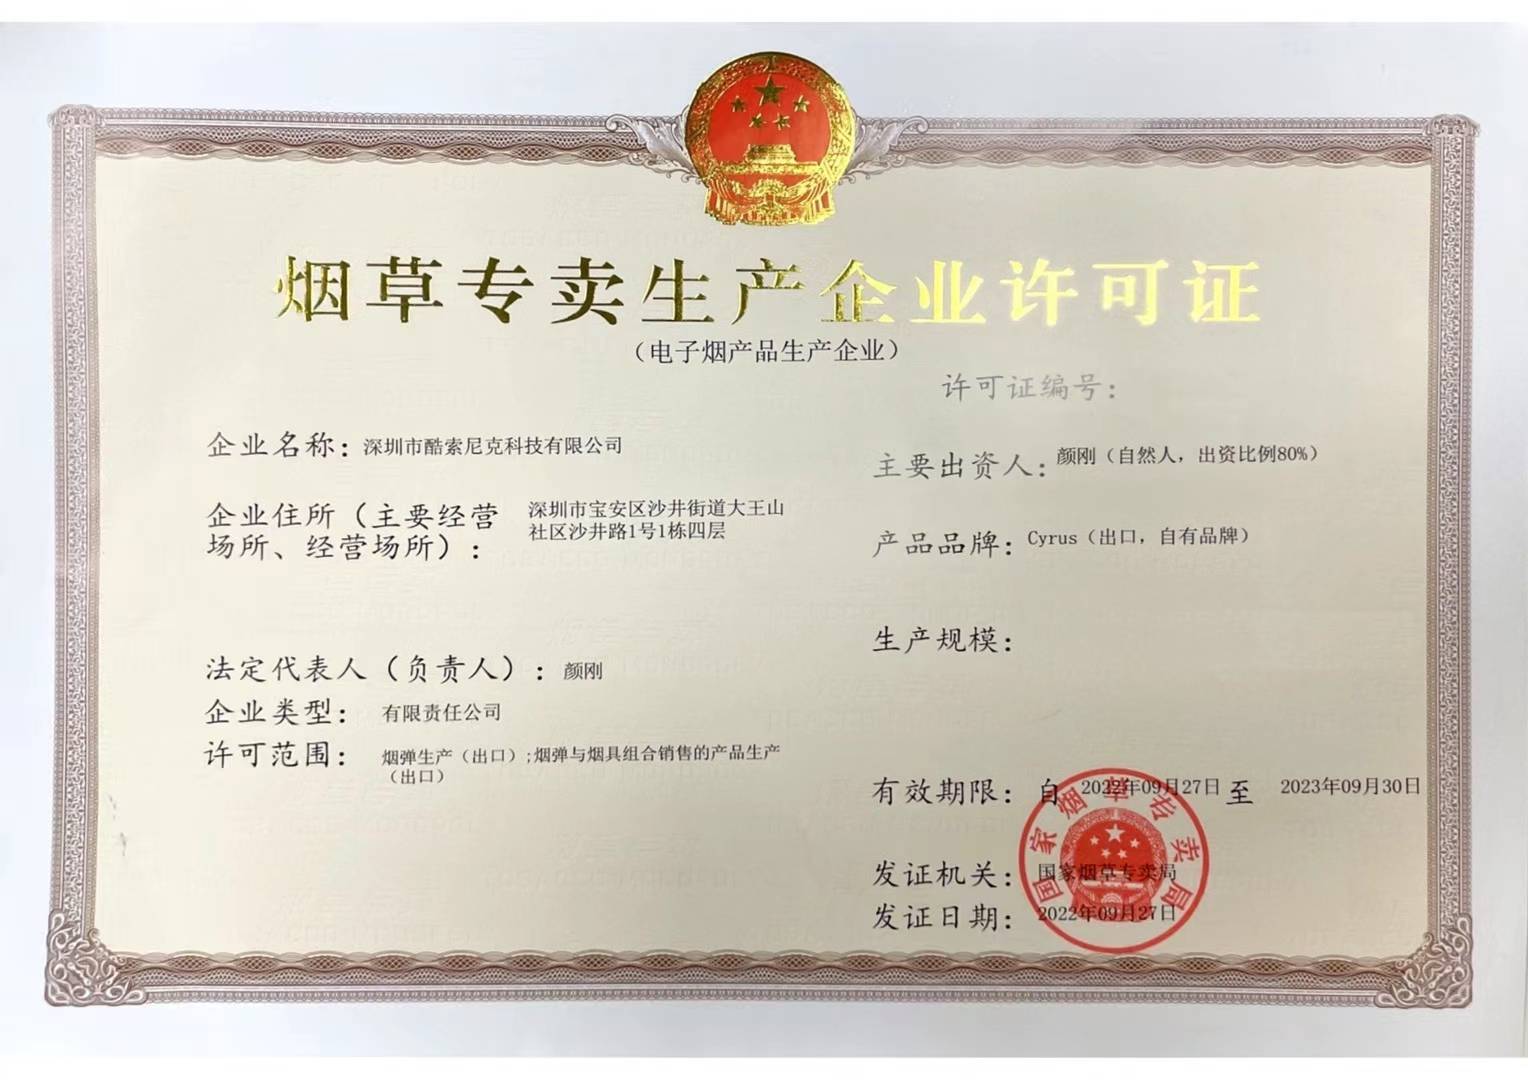 烟草专卖生产企业许可证
（电子烟产品生产企业）
许可证编号：
企业名称：深圳市酷索尼克科技有限公司
企业住所（主要经营场所、经营场所）：
深圳市宝安区沙井街道大王山
社区沙井路1号1栋四层
法定代表人（负责人）：颜刚
企业类型：有限责任公司
许可范围：烟弹生产（出口）;烟弹与烟具组合销售的产品生产
（出口）
主要出资人：颜刚（自然人，出资比例80%）
产品品牌：Cyrus（出口，自有品牌）
生产规模：
有效期限：自 2022年09月27日 至 2023年09月30日
发证机关：国家烟草专卖局
发证日期：2022年09月27日
国家烟草专卖局